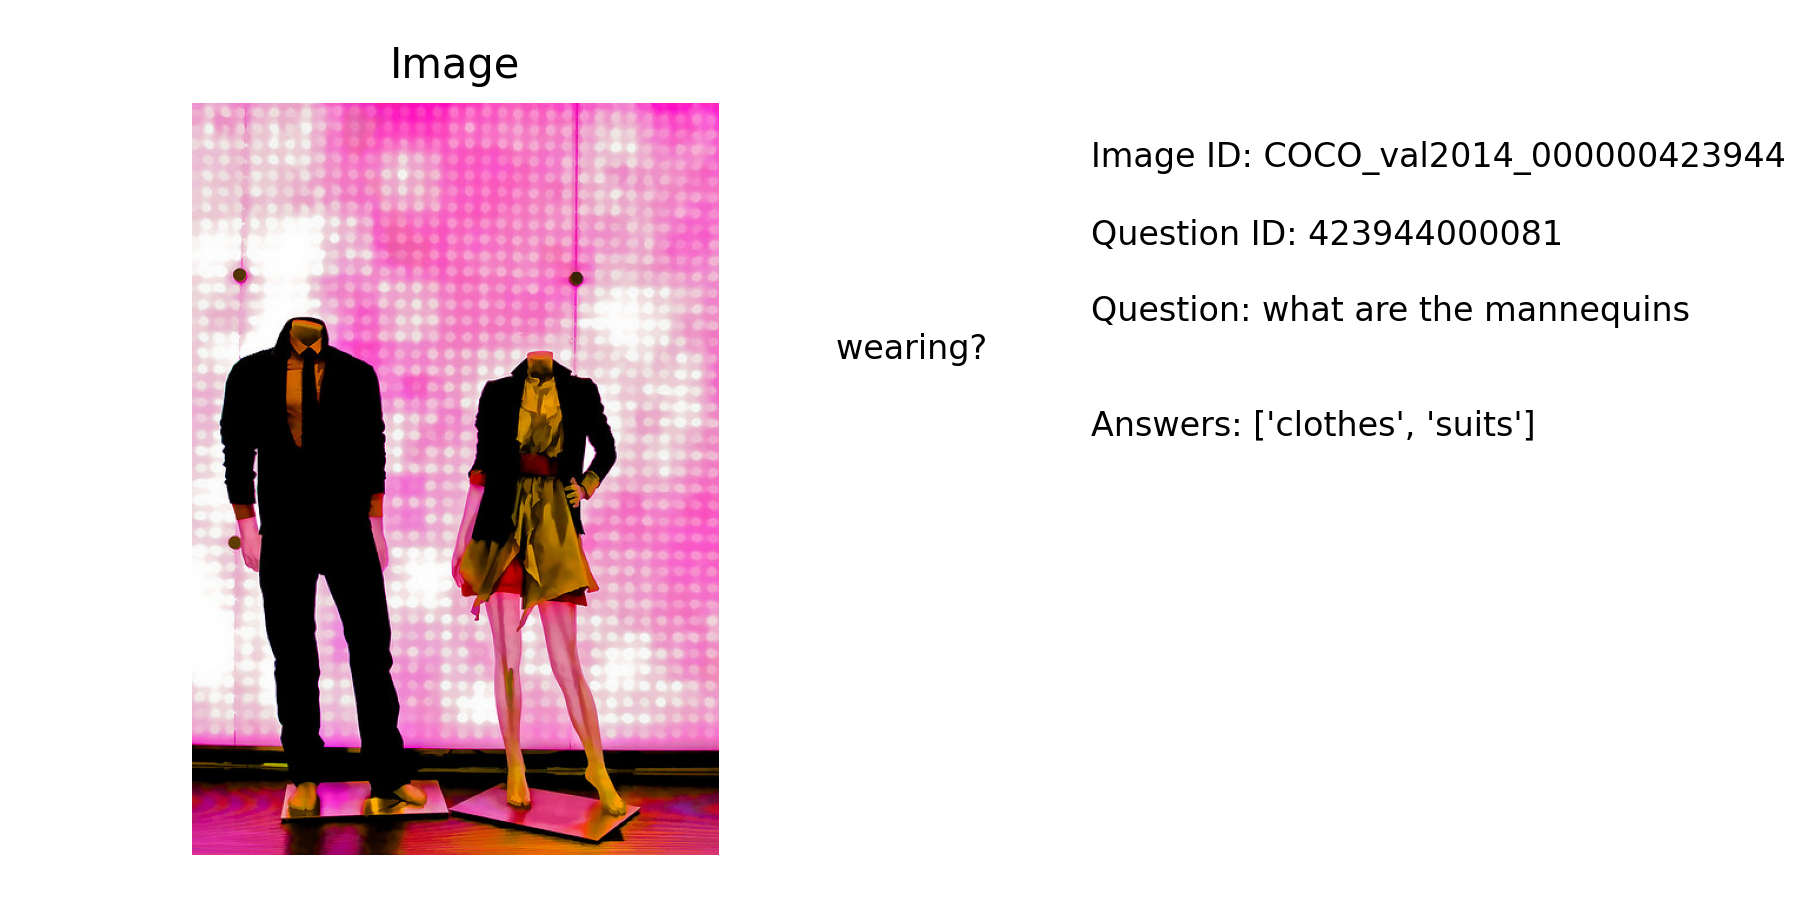 Image
Image ID: COCO_val2014_000000423944
Question ID: 423944000081
Question: what are the mannequins
wearing?
Answers: ['clothes', 'suits']